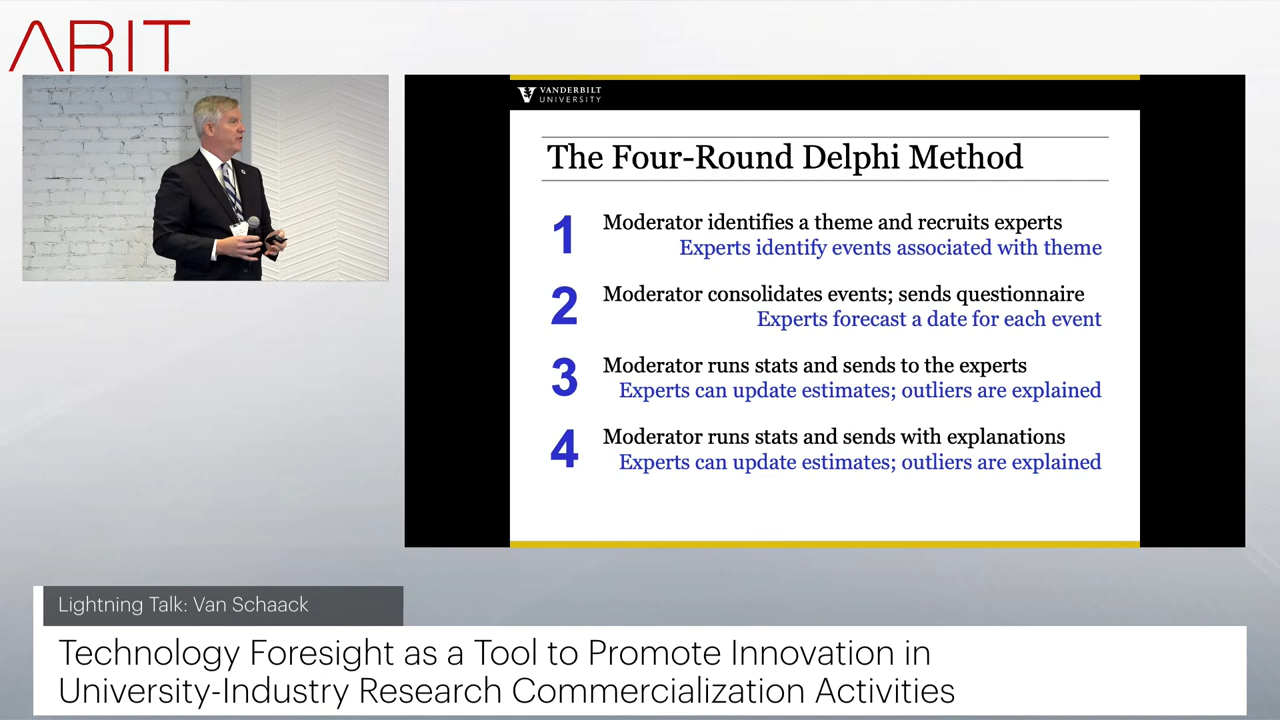 ARIT
VANDERBILT
UNIVERSITY
The Four-Round Delphi Method
1
Moderator identifies a theme and recruits experts
Experts identify events associated with theme
2
Moderator consolidates events; sends questionnaire
Experts forecast a date for each event
3
Moderator runs stats and sends to the experts
Experts can update estimates; outliers are explained
4
Moderator runs stats and sends with explanations
Experts can update estimates; outliers are explained
Lightning Talk: Van Schaack
Technology Foresight as a Tool to Promote Innovation in
University-Industry Research Commercialization Activities